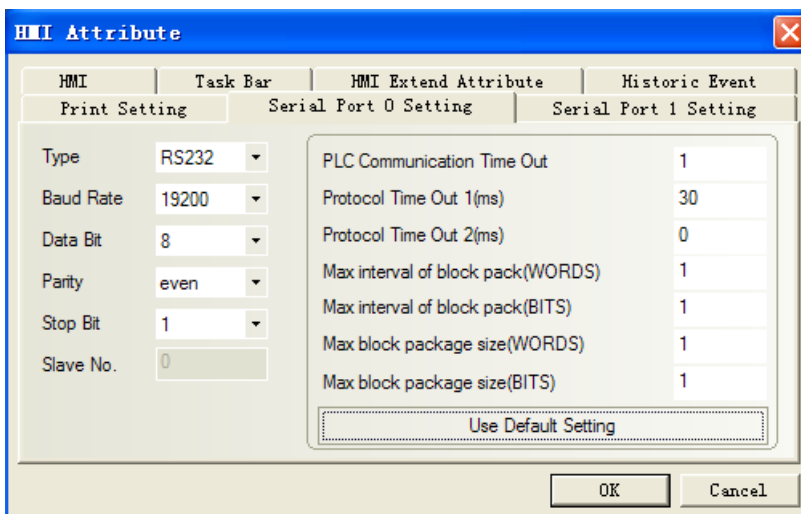 HMI Attribute
HMI Task Bar HMI Extend Attribute Historic Event
Print Setting Serial Port 0 Setting Serial Port 1 Setting
Type RS232
Baud Rate 19200
Data Bit 8
Parity even
Stop Bit 1
Slave No. 0
PLC Communication Time Out 1
Protocol Time Out 1(ms) 30
Protocol Time Out 2(ms) 0
Max interval of block pack(WORDS) 1
Max interval of block pack(BITS) 1
Max block package size(WORDS) 1
Max block package size(BITS) 1
Use Default Setting
OK Cancel